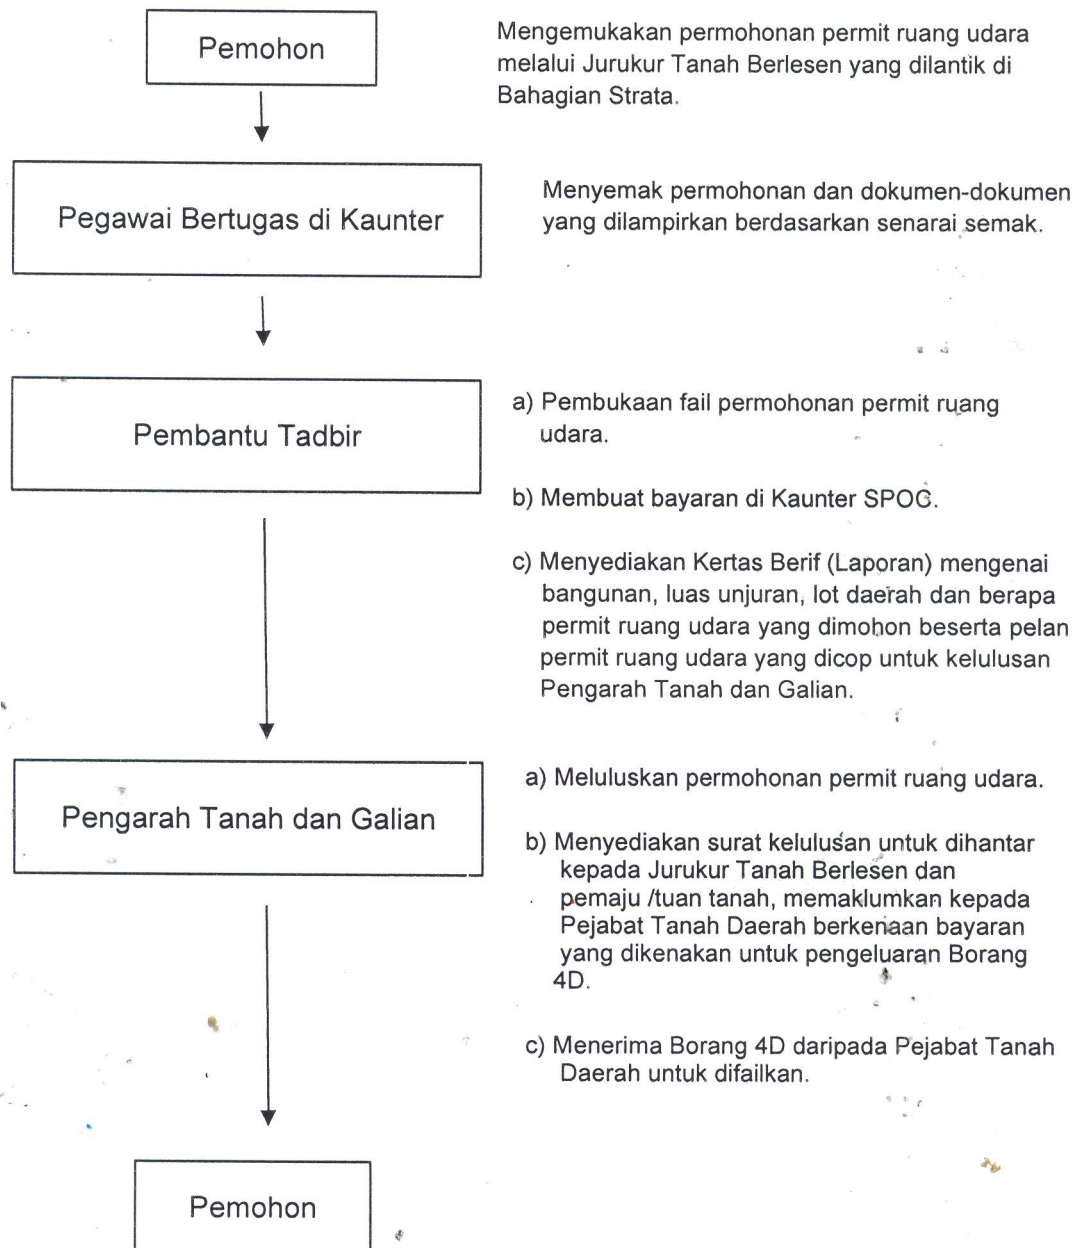 Pemohon
Mengemukakan permohonan permit ruang udara
melalui Jurukur Tanah Berlesen yang dilantik di
Bahagian Strata.
Pegawai Bertugas di Kaunter
Menyemak permohonan dan dokumen-dokumen
yang dilampirkan berdasarkan senarai semak.
Pembantu Tadbir
a) Pembukaan fail permohonan permit ruang
udara.
b) Membuat bayaran di Kaunter SPOC.
c) Menyediakan Kertas Berif (Laporan) mengenai
bangunan, luas unjuran, lot daerah dan berapa
permit ruang udara yang dimohon beserta pelan
permit ruang udara yang dicop untuk kelulusan
Pengarah Tanah dan Galian.
Pengarah Tanah dan Galian
a) Meluluskan permohonan permit ruang udara.
b) Menyediakan surat kelulusan untuk dihantar
kepada Jurukur Tanah Berlesen dan
pemaju /tuan tanah, memaklumkan kepada
Pejabat Tanah Daerah berkenaan bayaran
yang dikenakan untuk pengeluaran Borang
4D.
c) Menerima Borang 4D daripada Pejabat Tanah
Daerah untuk difailkan.
Pemohon